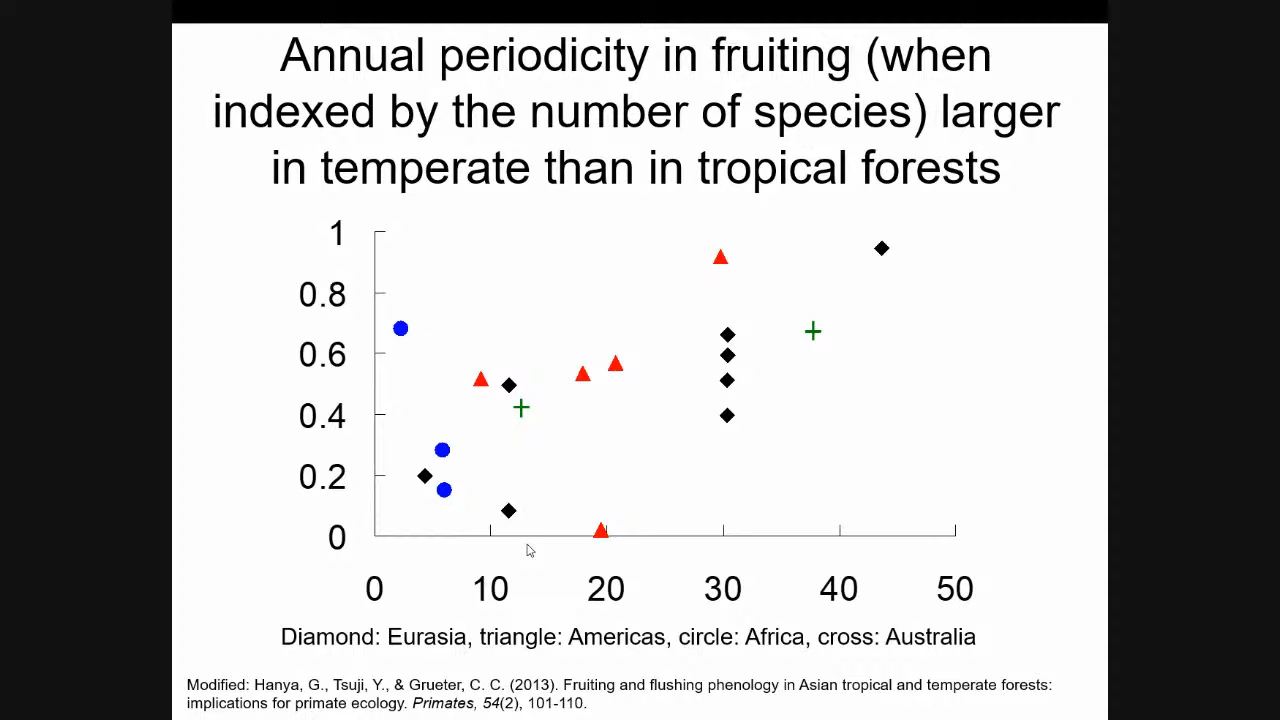 Annual periodicity in fruiting (when
indexed by the number of species) larger
in temperate than in tropical forests
1
0.8
0.6
0.4
0.2
0
0 10 20 30 40 50
Diamond: Eurasia, triangle: Americas, circle: Africa, cross: Australia
Modified: Hanya, G., Tsuji, Y., & Grueter, C. C. (2013). Fruiting and flushing phenology in Asian tropical and temperate forests:
implications for primate ecology. Primates, 54(2), 101-110.